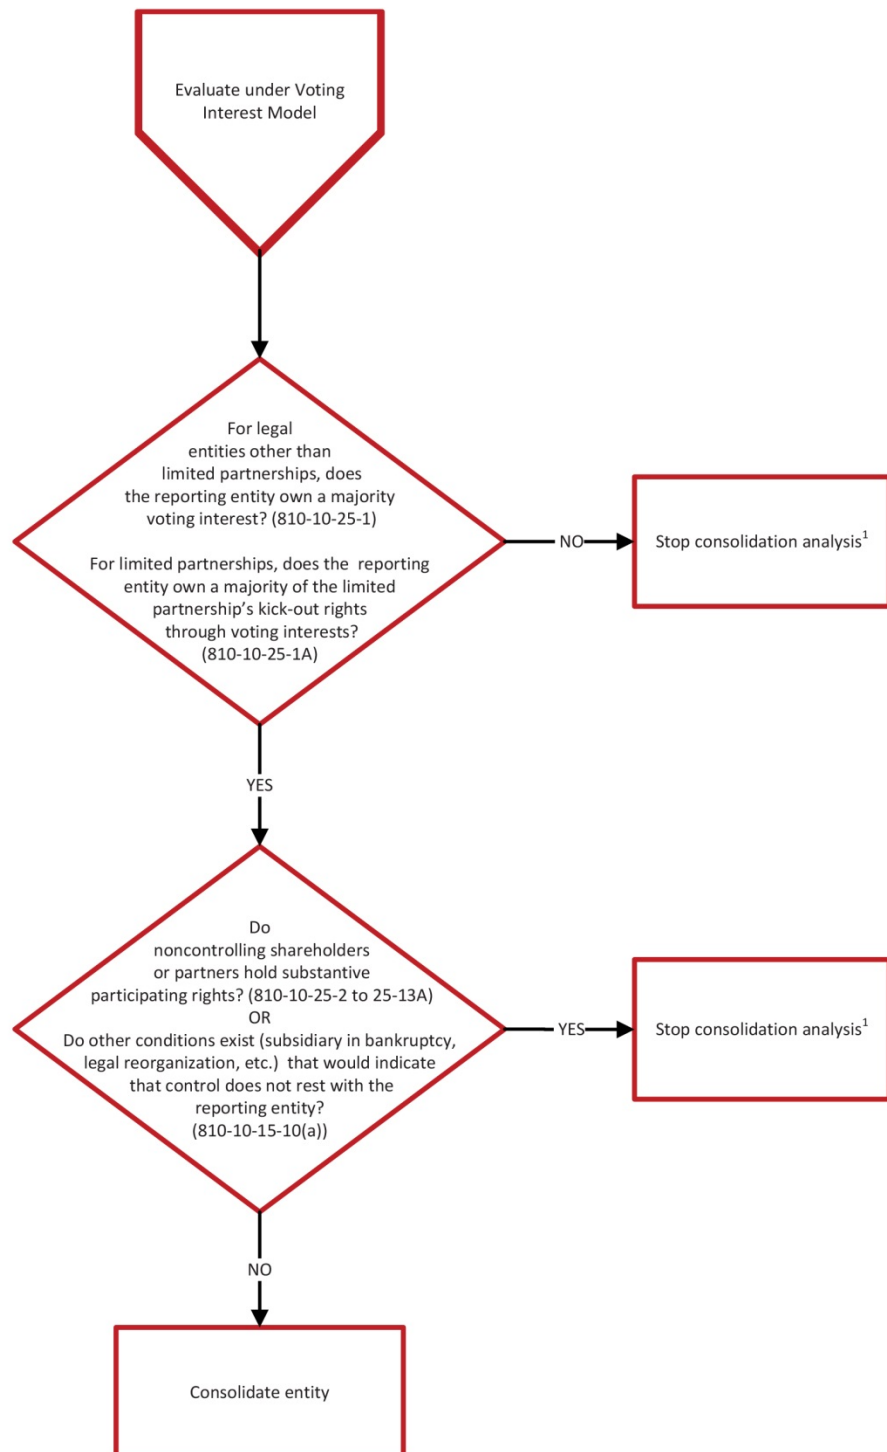 Evaluate under Voting
Interest Model
For legal
entities other than
limited partnerships, does
the reporting entity own a majority
voting interest? (810-10-25-1)
For limited partnerships, does the reporting
entity own a majority of the limited
partnership’s kick-out rights
through voting interests?
(810-10-25-1A)
NO
Stop consolidation analysis¹
YES
Do
noncontrolling shareholders
or partners hold substantive
participating rights? (810-10-25-2 to 25-13A)
OR
Do other conditions exist (subsidiary in bankruptcy,
legal reorganization, etc.) that would indicate
that control does not rest with the
reporting entity?
(810-10-15-10(a))
YES
Stop consolidation analysis¹
NO
Consolidate entity